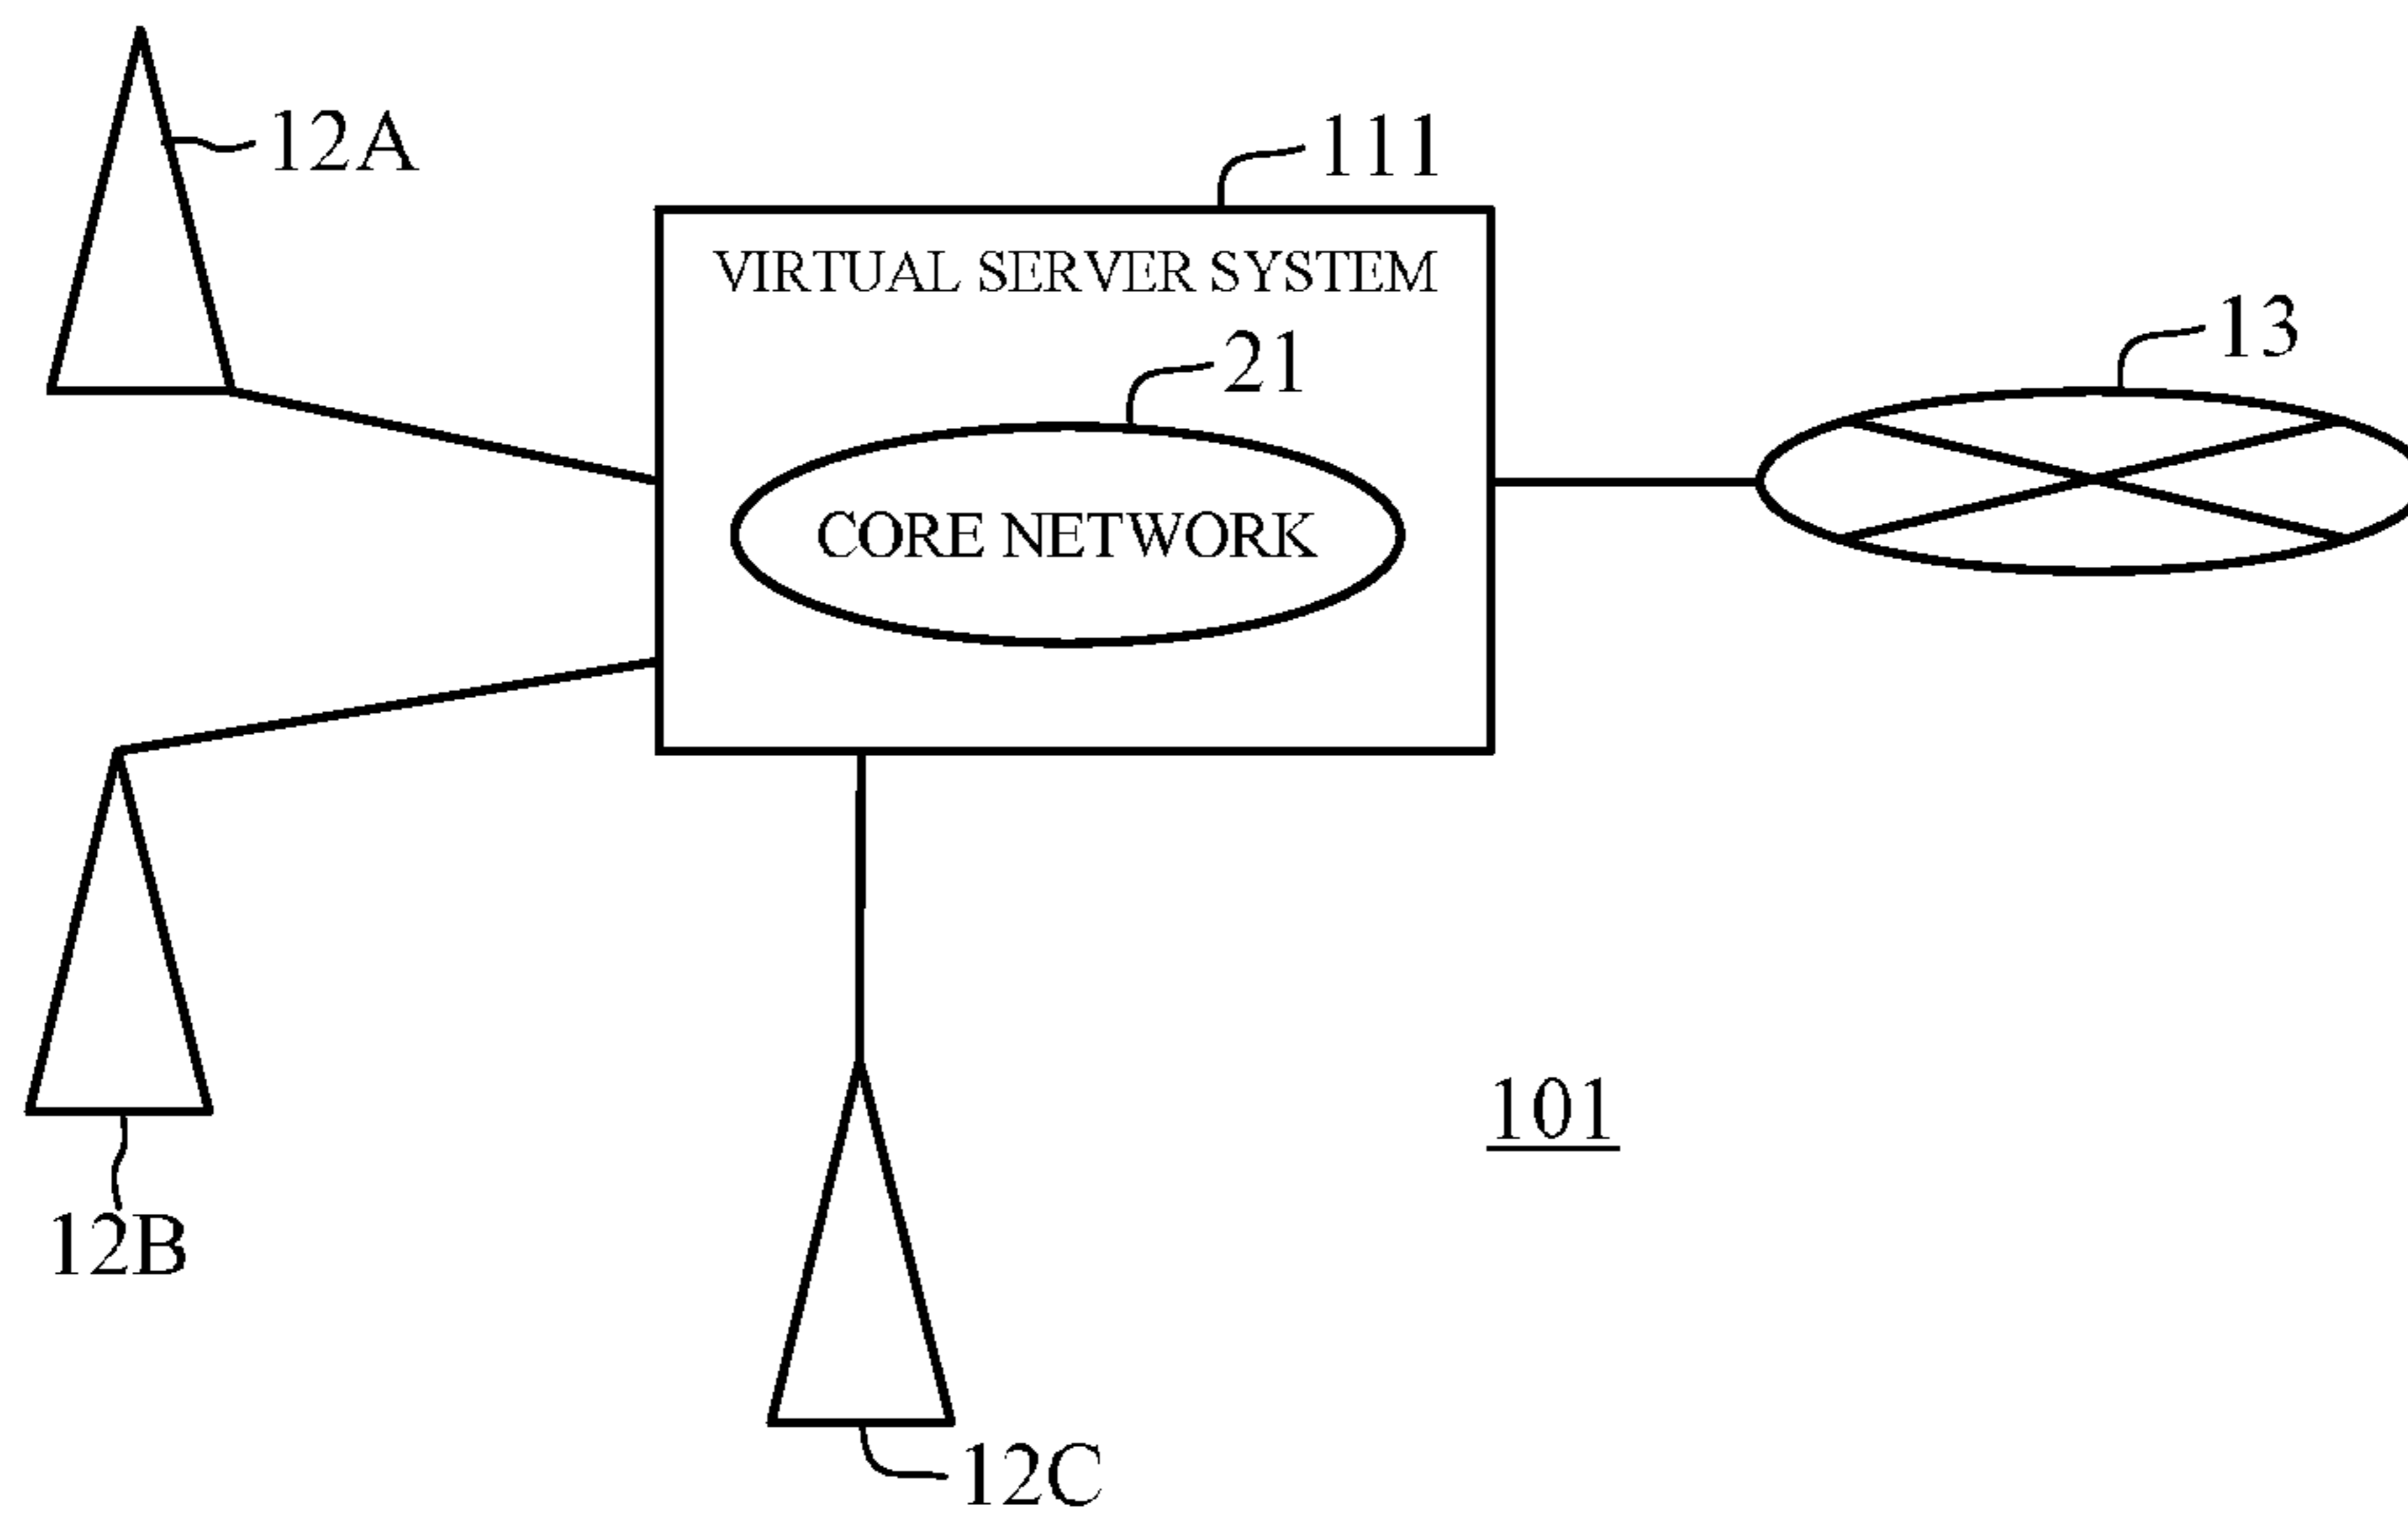 12A
111
VIRTUAL SERVER SYSTEM
13
21
CORE NETWORK
101
12B
12C